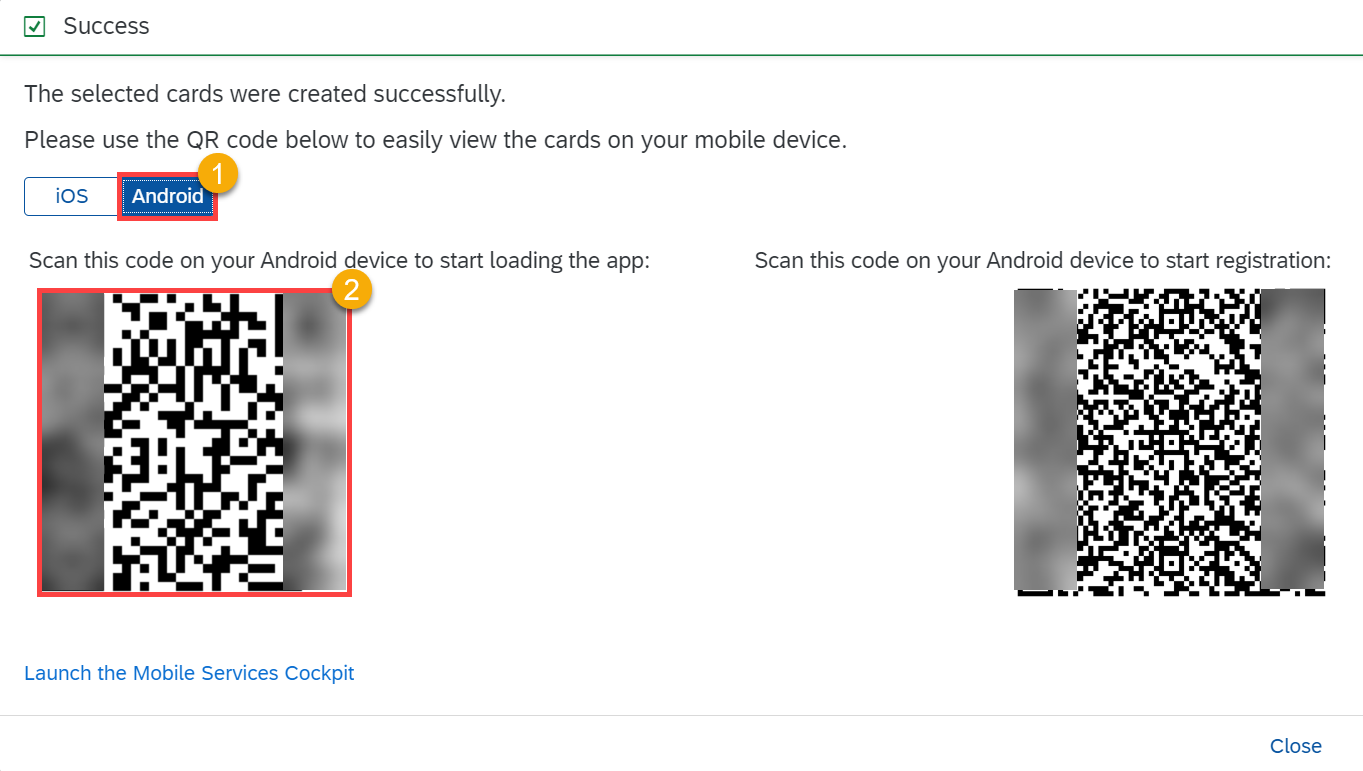 Success
The selected cards were created successfully.
Please use the QR code below to easily view the cards on your mobile device.
1
iOS
Android
Scan this code on your Android device to start loading the app:
Scan this code on your Android device to start registration:
2
Launch the Mobile Services Cockpit
Close